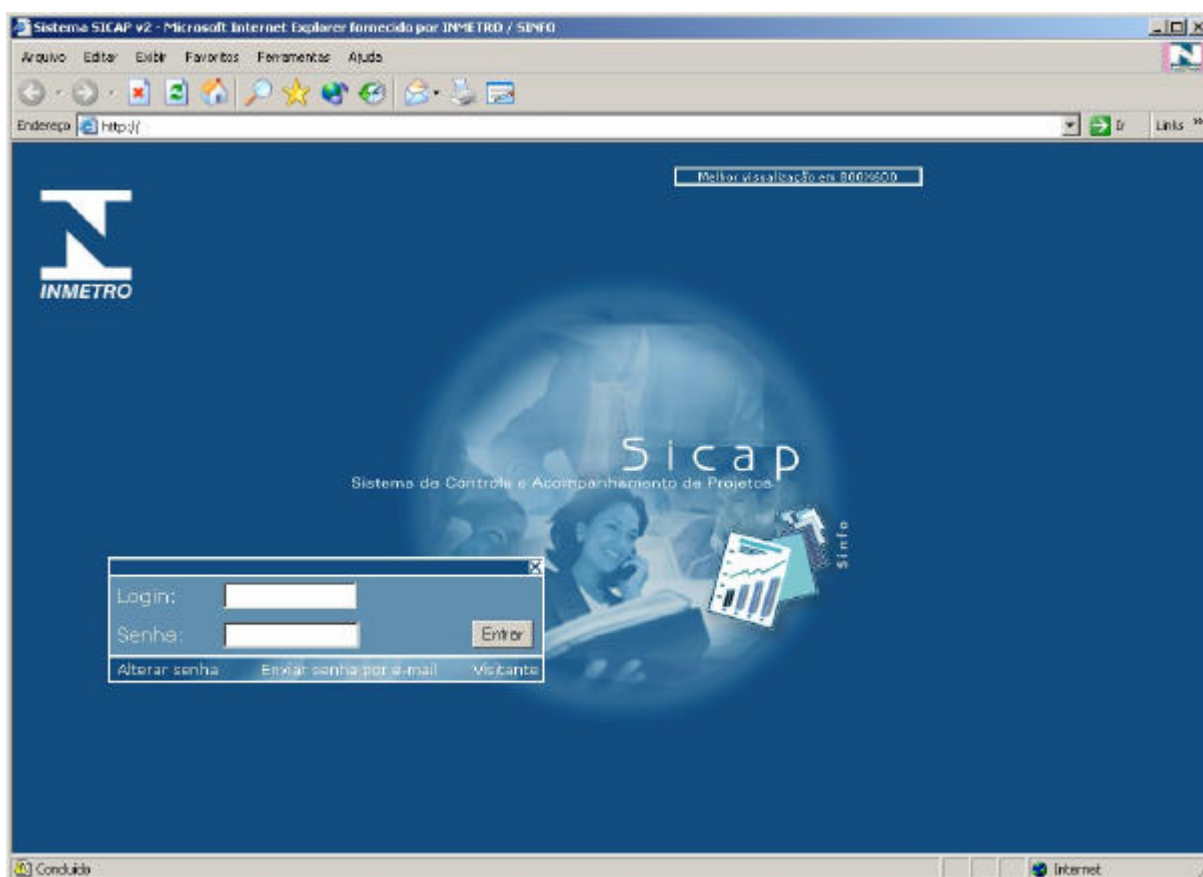 Sistema SICAP v2 - Microsoft Internet Explorer fornecido por INMETRO / SINFO
Arquivo Editar Exibir Favoritos Ferramentas Ajuda
Endereço http:// Ir Links »
Melhor visualização em 800X600
INMETRO
Sicap
Sistema de Controle e Acompanhamento de Projetos
Sinfo
Login:
Senha: Entrar
Alterar senha Enviar senha por e-mail Visitante
Concluído Internet